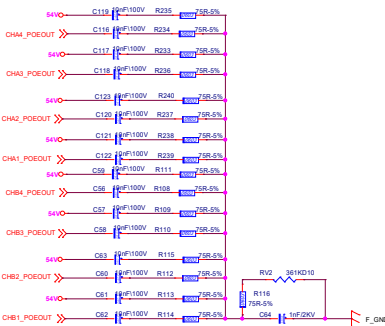 54V C119 10nF\100V R235 75R-5%
CHA4_POEOUT C116 10nF\100V R234 75R-5%
54V C117 10nF\100V R233 75R-5%
CHA3_POEOUT C118 10nF\100V R236 75R-5%
54V C123 10nF\100V R240 75R-5%
CHA2_POEOUT C120 10nF\100V R237 75R-5%
54V C121 10nF\100V R238 75R-5%
CHA1_POEOUT C122 10nF\100V R239 75R-5%
54V C59 10nF\100V R111 75R-5%
CHB4_POEOUT C56 10nF\100V R108 75R-5%
54V C57 10nF\100V R109 75R-5%
CHB3_POEOUT C58 10nF\100V R110 75R-5%
54V C63 10nF\100V R115 75R-5%
CHB2_POEOUT C60 10nF\100V R112 75R-5%
RV2 361KD10
54V C61 10nF\100V R113 75R-5%
R116
75R-5%
CHB1_POEOUT C62 10nF\100V R114 75R-5%
C64 1nF/2KV
F_GND